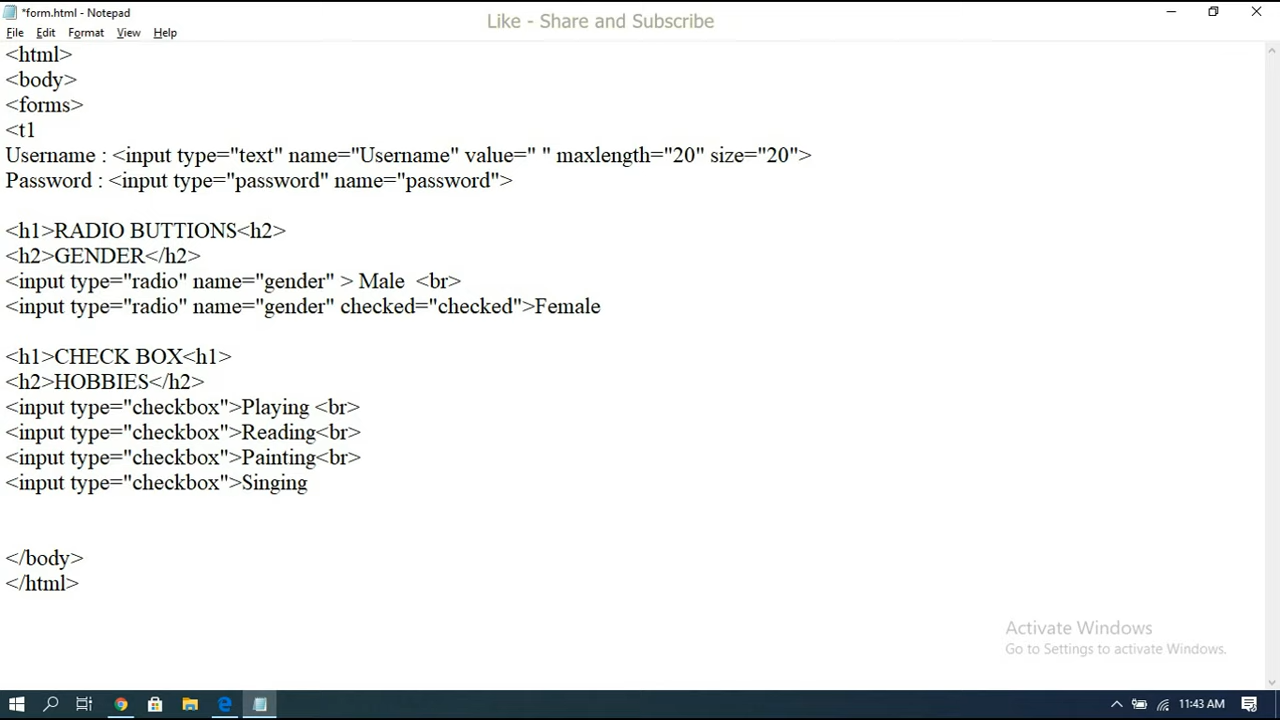 *form.html - Notepad
Like - Share and Subscribe
File Edit Format View Help
<html>
<body>
<forms>
<t1
Username : <input type="text" name="Username" value=" " maxlength="20" size="20">
Password : <input type="password" name="password">
<h1>RADIO BUTTIONS<h2>
<h2>GENDER</h2>
<input type="radio" name="gender" > Male  <br>
<input type="radio" name="gender" checked="checked">Female
<h1>CHECK BOX<h1>
<h2>HOBBIES</h2>
<input type="checkbox">Playing <br>
<input type="checkbox">Reading<br>
<input type="checkbox">Painting<br>
<input type="checkbox">Singing
</body>
</html>
Activate Windows
Go to Settings to activate Windows.
11:43 AM